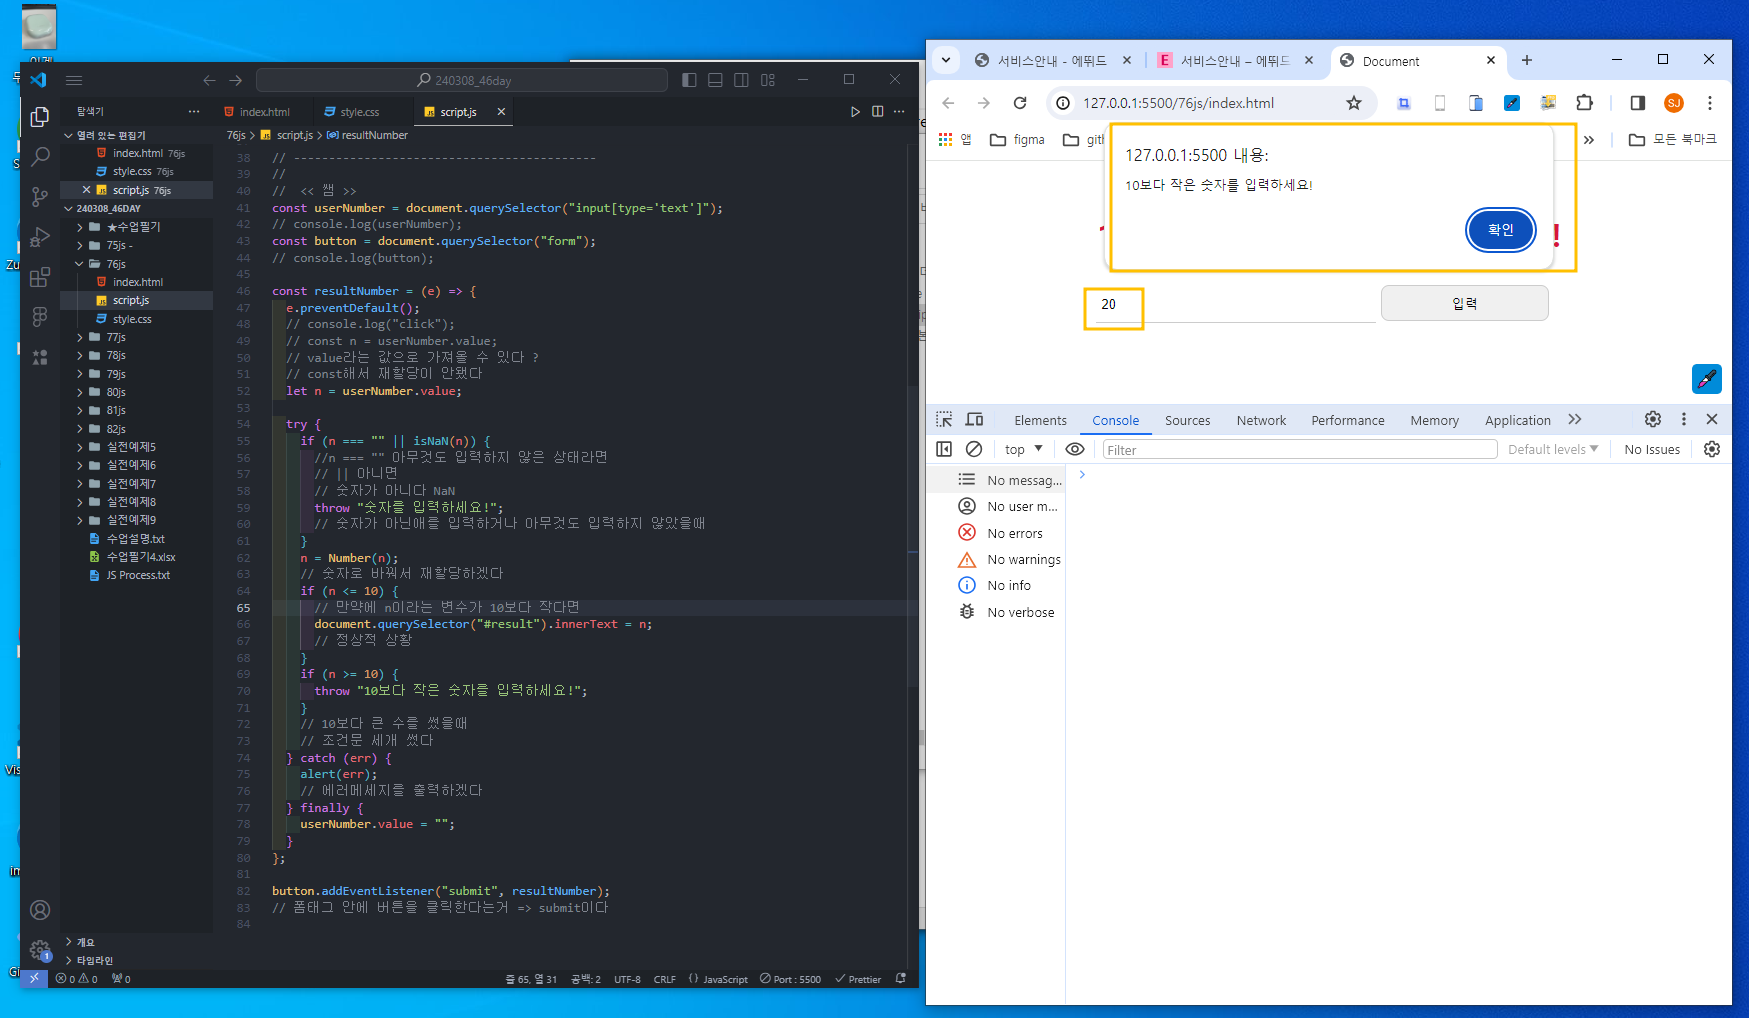 240308_46day
탐색기
index.html
style.css
script.js
열려 있는 편집기
index.html 76js
style.css 76js
script.js 76js
240308_46DAY
★수업필기
75js -
76js
index.html
script.js
style.css
77js
78js
79js
80js
81js
82js
실전예제5
실전예제6
실전예제7
실전예제8
실전예제9
수업설명.txt
수업필기4.xlsx
JS Process.txt
개요
타임라인
76js > script.js > resultNumber
38 // -------------------------------------------
39 //
40 // << 쌤 >>
41 const userNumber = document.querySelector("input[type='text']");
42 // console.log(userNumber);
43 const button = document.querySelector("form");
44 // console.log(button);
45
46 const resultNumber = (e) => {
47 e.preventDefault();
48 // console.log("click");
49 // const n = userNumber.value;
50 // value라는 값으로 가져올 수 있다 ?
51 // const해서 재할당이 안됐다
52 let n = userNumber.value;
53
54 try {
55 if (n === "" || isNaN(n)) {
56 //n === "" 아무것도 입력하지 않은 상태라면
57 // || 아니면
58 // 숫자가 아니다 NaN
59 throw "숫자를 입력하세요!";
60 // 숫자가 아닌애를 입력하거나 아무것도 입력하지 않았을때
61 }
62 n = Number(n);
63 // 숫자로 바꿔서 재할당하겠다
64 if (n <= 10) {
65 // 만약에 n이라는 변수가 10보다 작다면
66 document.querySelector("#result").innerText = n;
67 // 정상적 상황
68 }
69 if (n >= 10) {
70 throw "10보다 작은 숫자를 입력하세요!";
71 }
72 // 10보다 큰 수를 썼을때
73 // 조건문 세개 썼다
74 } catch (err) {
75 alert(err);
76 // 에러메세지를 출력하겠다
77 } finally {
78 userNumber.value = "";
79 }
80 };
81
82 button.addEventListener("submit", resultNumber);
83 // 폼태그 안에 버튼을 클릭한다는거 => submit이다
84
1
0 0 0
줄 65, 열 31 공백: 2 UTF-8 CRLF {} JavaScript Port : 5500 Prettier
서비스안내 - 에뛰드
서비스안내 – 에뛰드
Document
127.0.0.1:5500/76js/index.html
SJ
앱
figma
모든 북마크
127.0.0.1:5500 내용:
10보다 작은 숫자를 입력하세요!
확인
!
20
입력
Elements Console Sources Network Performance Memory Application
top
Filter
Default levels
No Issues
No messag...
No user m...
No errors
No warnings
No info
No verbose